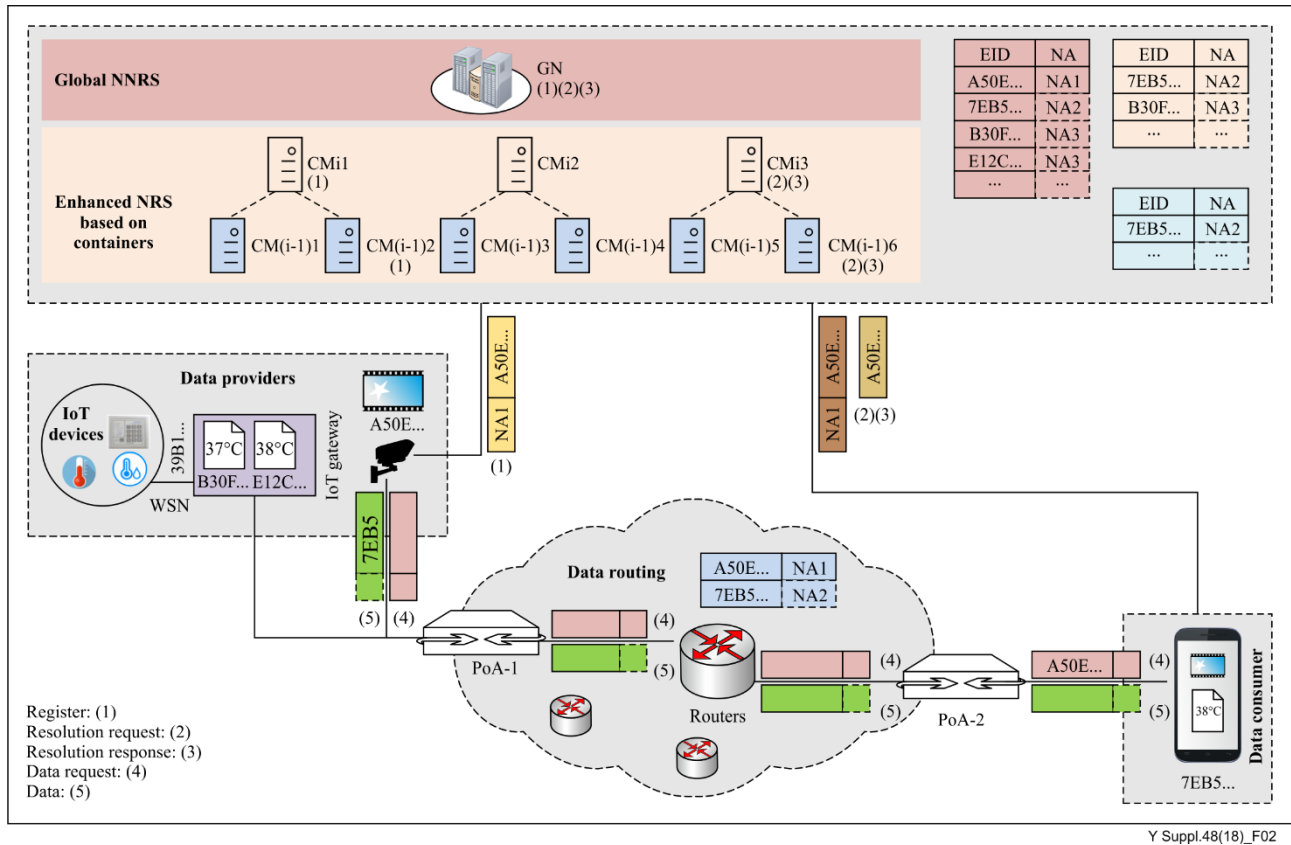 Global NNRS
GN
(1)(2)(3)
Enhanced NRS
based on
containers
CMi1
(1)
CMi2
CMi3
(2)(3)
CM(i-1)1
CM(i-1)2
(1)
CM(i-1)3
CM(i-1)4
CM(i-1)5
CM(i-1)6
(2)(3)
EID NA
A50E... NA1
7EB5... NA2
B30F... NA3
E12C... NA3
... ...
EID NA
7EB5... NA2
B30F... NA3
... ...
EID NA
7EB5... NA2
... ...
A50E...
NA1
(1)
A50E...
NA1
A50E...
(2)(3)
Data providers
IoT
devices
WSN
39B1...
37°C
38°C
B30F...
E12C...
IoT gateway
A50E...
7EB5
(5)
(4)
PoA-1
Data routing
A50E... NA1
7EB5... NA2
(4)
(5)
Routers
(4)
(5)
PoA-2
A50E...
(4)
(5)
38°C
7EB5...
Data consumer
Register: (1)
Resolution request: (2)
Resolution response: (3)
Data request: (4)
Data: (5)
Y Suppl.48(18)_F02